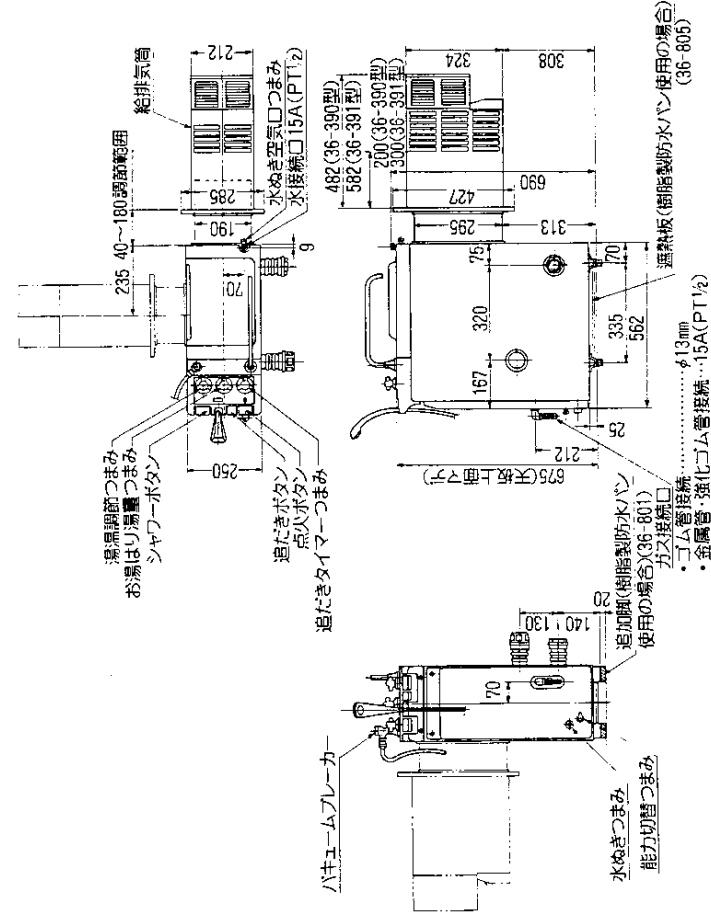 212
給排気筒
285
40～180調節範囲
190
水ぬき空気口つまみ
水接続口15A(PT½)
235
9
70
250
湯温調節つまみ
お湯はり湯量つまみ
シャワーボタン
追だきボタン
点火ボタン
追だきタイマーつまみ
324
308
482(36-390型)
582(36-391型)
200(36-390型)
300(36-391型)
690
427
295
313
75
70
320
335
562
167
25
212
675(天板上面マデ)
遮熱板(樹脂製防水パン使用の場合)
(36-805)
ガス接続口
・ゴム管接続……………φ13mm
・金属管・強化ゴム管接続…15A(PT½)
追加脚(樹脂製防水パン
使用の場合)(36-801)
20
140
130
70
バキュームブレーカー
水ぬきつまみ
能力切替つまみ